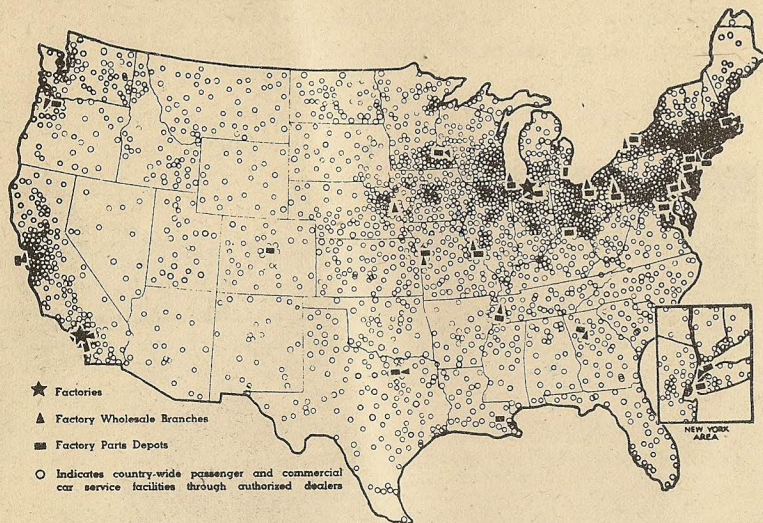 Factories
Factory Wholesale Branches
Factory Parts Depots
Indicates country-wide passenger and commercial
car service facilities through authorized dealers
NEW YORK
AREA